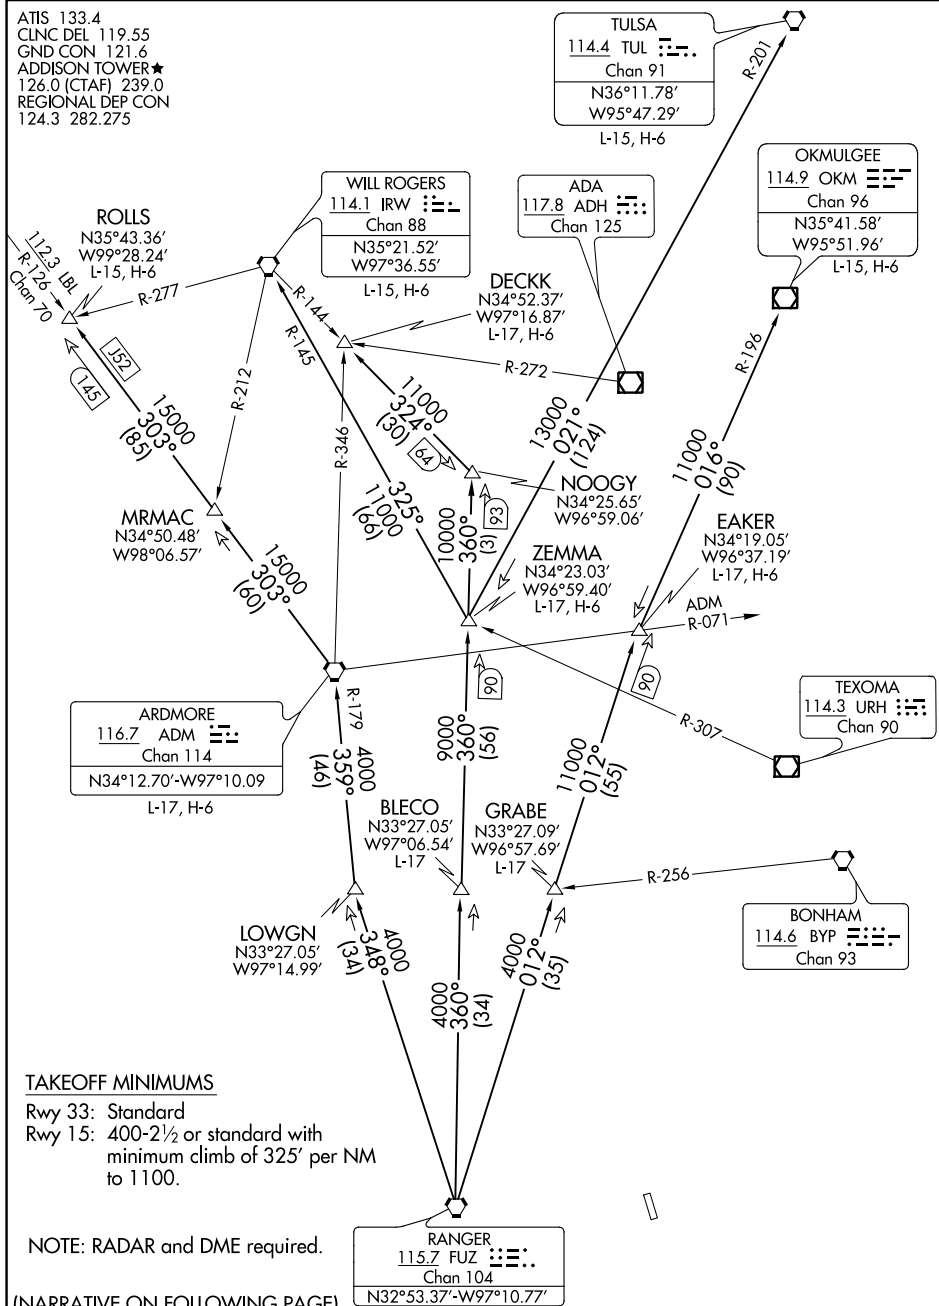 ATIS 133.4
CLNC DEL 119.55
GND CON 121.6
ADDISON TOWER★
126.0 (CTAF) 239.0
REGIONAL DEP CON
124.3 282.275
TULSA
114.4 TUL
Chan 91
N36°11.78'
W95°47.29'
L-15, H-6
R-201
OKMULGEE
114.9 OKM
Chan 96
N35°41.58'
W95°51.96'
L-15, H-6
WILL ROGERS
114.1 IRW
Chan 88
N35°21.52'
W97°36.55'
L-15, H-6
ADA
117.8 ADH
Chan 125
ROLLS
N35°43.36'
W99°28.24'
L-15, H-6
112.3 LBL
R-126
Chan 70
R-277
DECKK
N34°52.37'
W97°16.87'
L-17, H-6
R-144
R-145
R-272
R-196
J52
145
R-212
R-346
15000
303°
(85)
11000
324°
(30)
64
13000
021°
(124)
11000
016°
(90)
325°
11000
(66)
NOOGY
N34°25.65'
W96°59.06'
93
10000
360°
(3)
MRMAC
N34°50.48'
W98°06.57'
15000
303°
(60)
ZEMMA
N34°23.03'
W96°59.40'
L-17, H-6
EAKER
N34°19.05'
W96°37.19'
L-17, H-6
ADM
R-071
90
90
R-179
ARDMORE
116.7 ADM
Chan 114
N34°12.70'-W97°10.09
L-17, H-6
TEXOMA
114.3 URH
Chan 90
R-307
4000
359°
(46)
9000
360°
(56)
11000
012°
(55)
BLECO
N33°27.05'
W97°06.54'
L-17
GRABE
N33°27.09'
W96°57.69'
L-17
R-256
BONHAM
114.6 BYP
Chan 93
LOWGN
N33°27.05'
W97°14.99'
4000
348°
(34)
4000
360°
(34)
4000
012°
(35)
TAKEOFF MINIMUMS
Rwy 33: Standard
Rwy 15: 400-2½ or standard with
minimum climb of 325' per NM
to 1100.
NOTE: RADAR and DME required.
RANGER
115.7 FUZ
Chan 104
N32°53.37'-W97°10.77'
(NARRATIVE ON FOLLOWING PAGE)